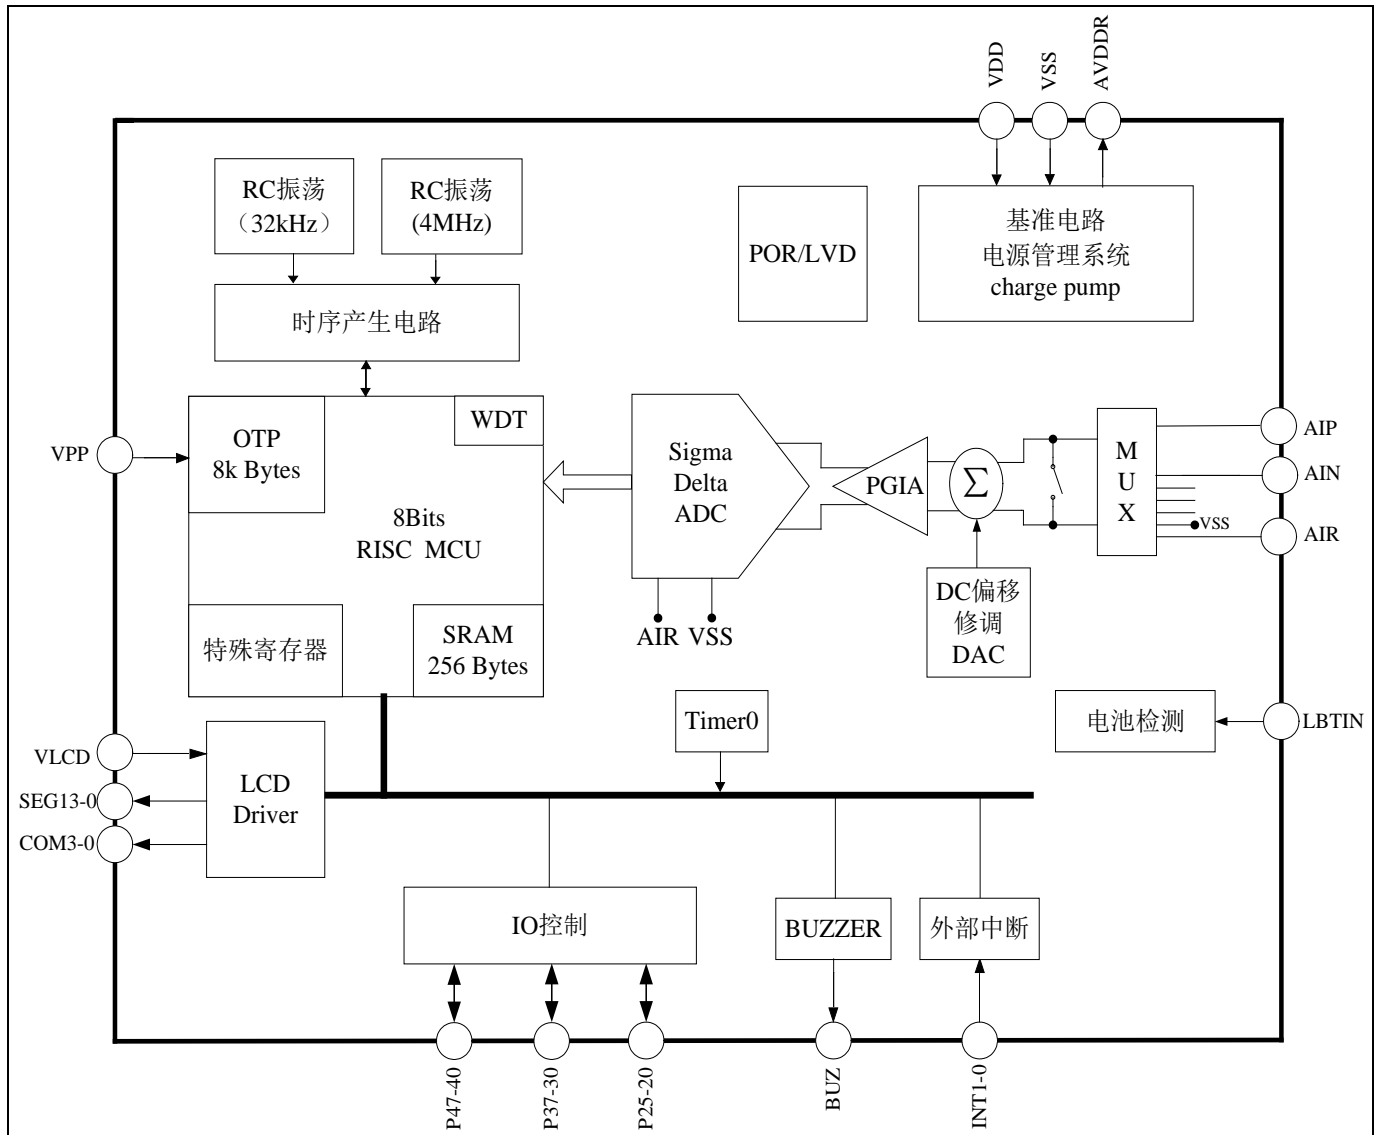 VDD
VSS
AVDDR
RC振荡
（32kHz）
RC振荡
(4MHz)
POR/LVD
基准电路
电源管理系统
charge pump
时序产生电路
VPP
OTP
8k Bytes
WDT
8Bits
RISC MCU
特殊寄存器
SRAM
256 Bytes
Sigma
Delta
ADC
AIR
VSS
PGIA
Σ
DC偏移
修调
DAC
M
U
X
VSS
AIP
AIN
AIR
Timer0
电池检测
LBTIN
VLCD
SEG13-0
COM3-0
LCD
Driver
IO控制
BUZZER
外部中断
P47-40
P37-30
P25-20
BUZ
INT1-0